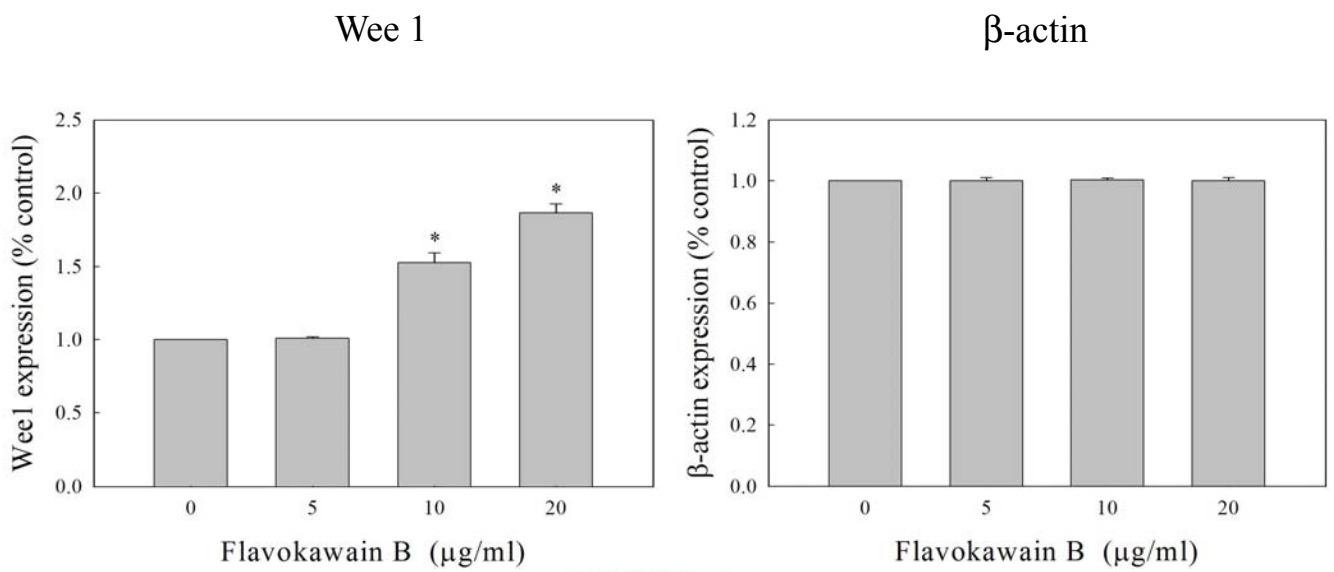 Wee 1
Wee1 expression (% control)
2.5
2.0
1.5
1.0
0.5
0.0
*
*
0 5 10 20
Flavokawain B (µg/ml)
β-actin
β-actin expression (% control)
1.2
1.0
0.8
0.6
0.4
0.2
0.0
0 5 10 20
Flavokawain B (µg/ml)